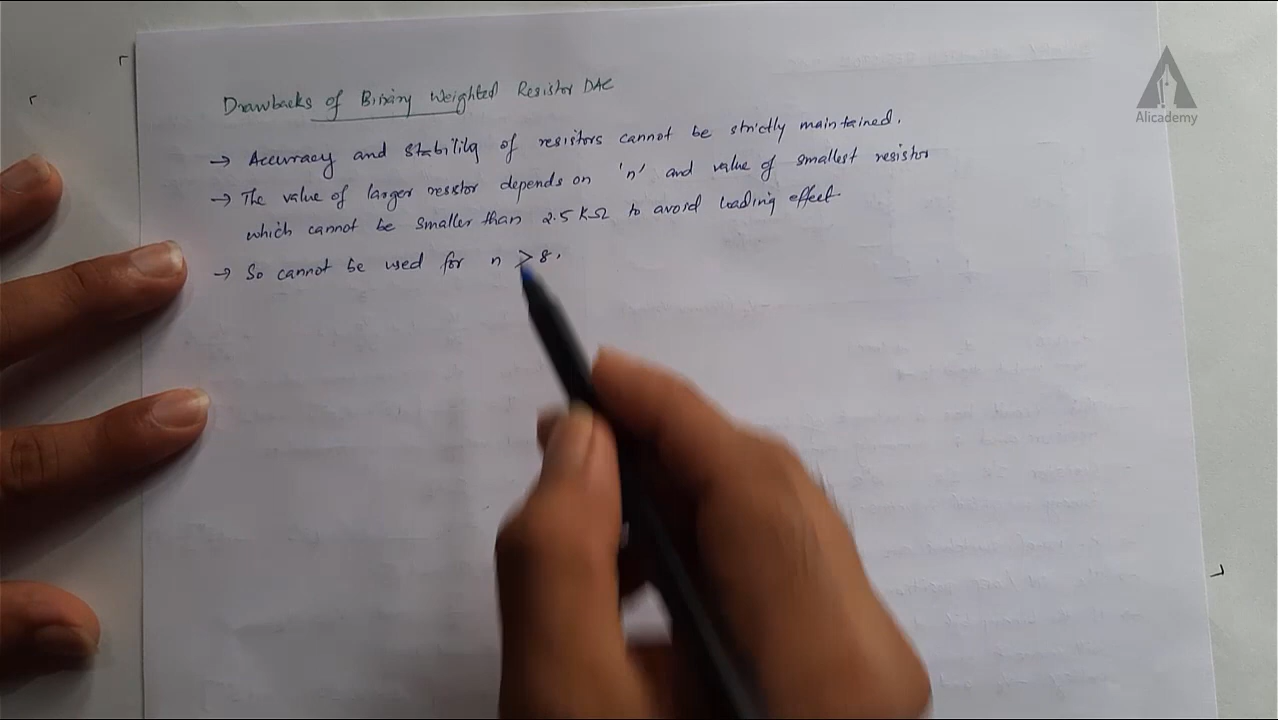 Drawbacks of Binary Weighted Resistor DAC
→ Accuracy and stability of resistors cannot be strictly maintained.
→ The value of larger resistor depends on 'n' and value of smallest resistor
which cannot be smaller than 2.5 KΩ to avoid loading effect
→ So cannot be used for n > 8.
Alicademy